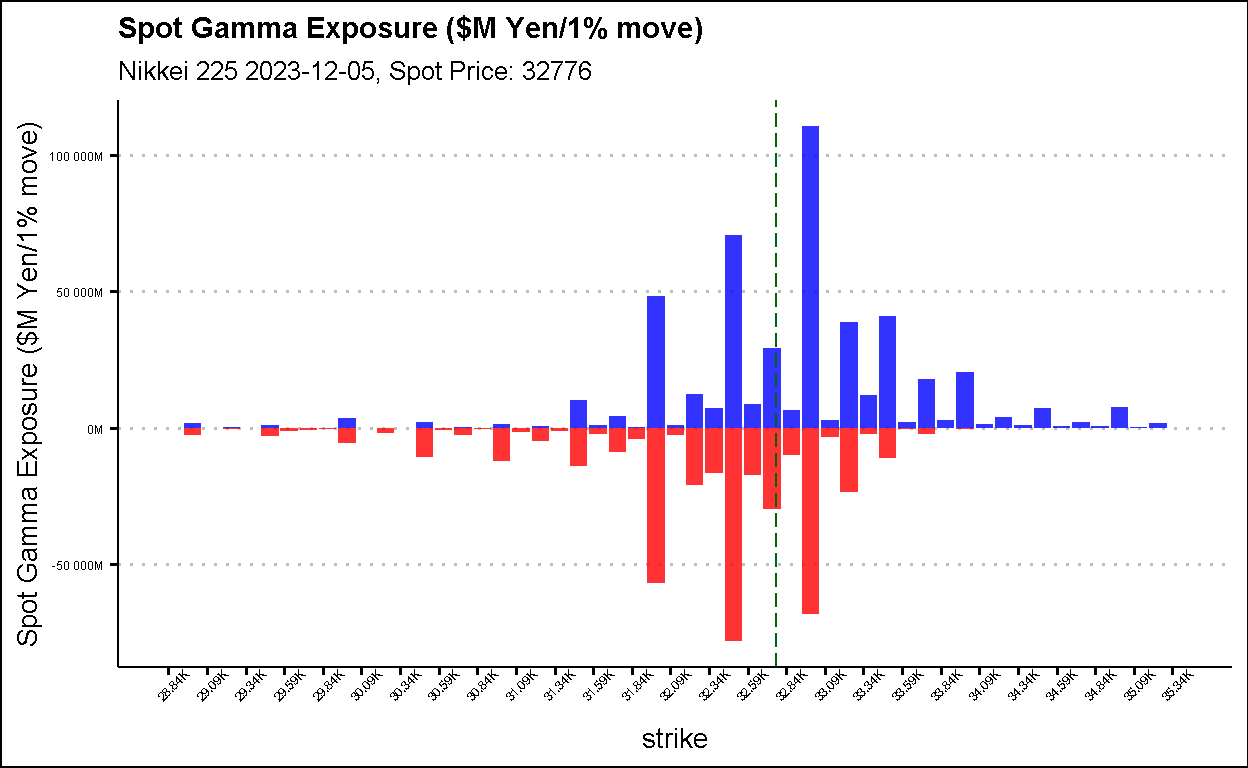 Spot Gamma Exposure ($M Yen/1% move)
Nikkei 225 2023-12-05, Spot Price: 32776
Spot Gamma Exposure ($M Yen/1% move)
100 000M
50 000M
0M
-50 000M
28.84K 29.09K 29.34K 29.59K 29.84K 30.09K 30.34K 30.59K 30.84K 31.09K 31.34K 31.59K 31.84K 32.09K 32.34K 32.59K 32.84K 33.09K 33.34K 33.59K 33.84K 34.09K 34.34K 34.59K 34.84K 35.09K 35.34K
strike